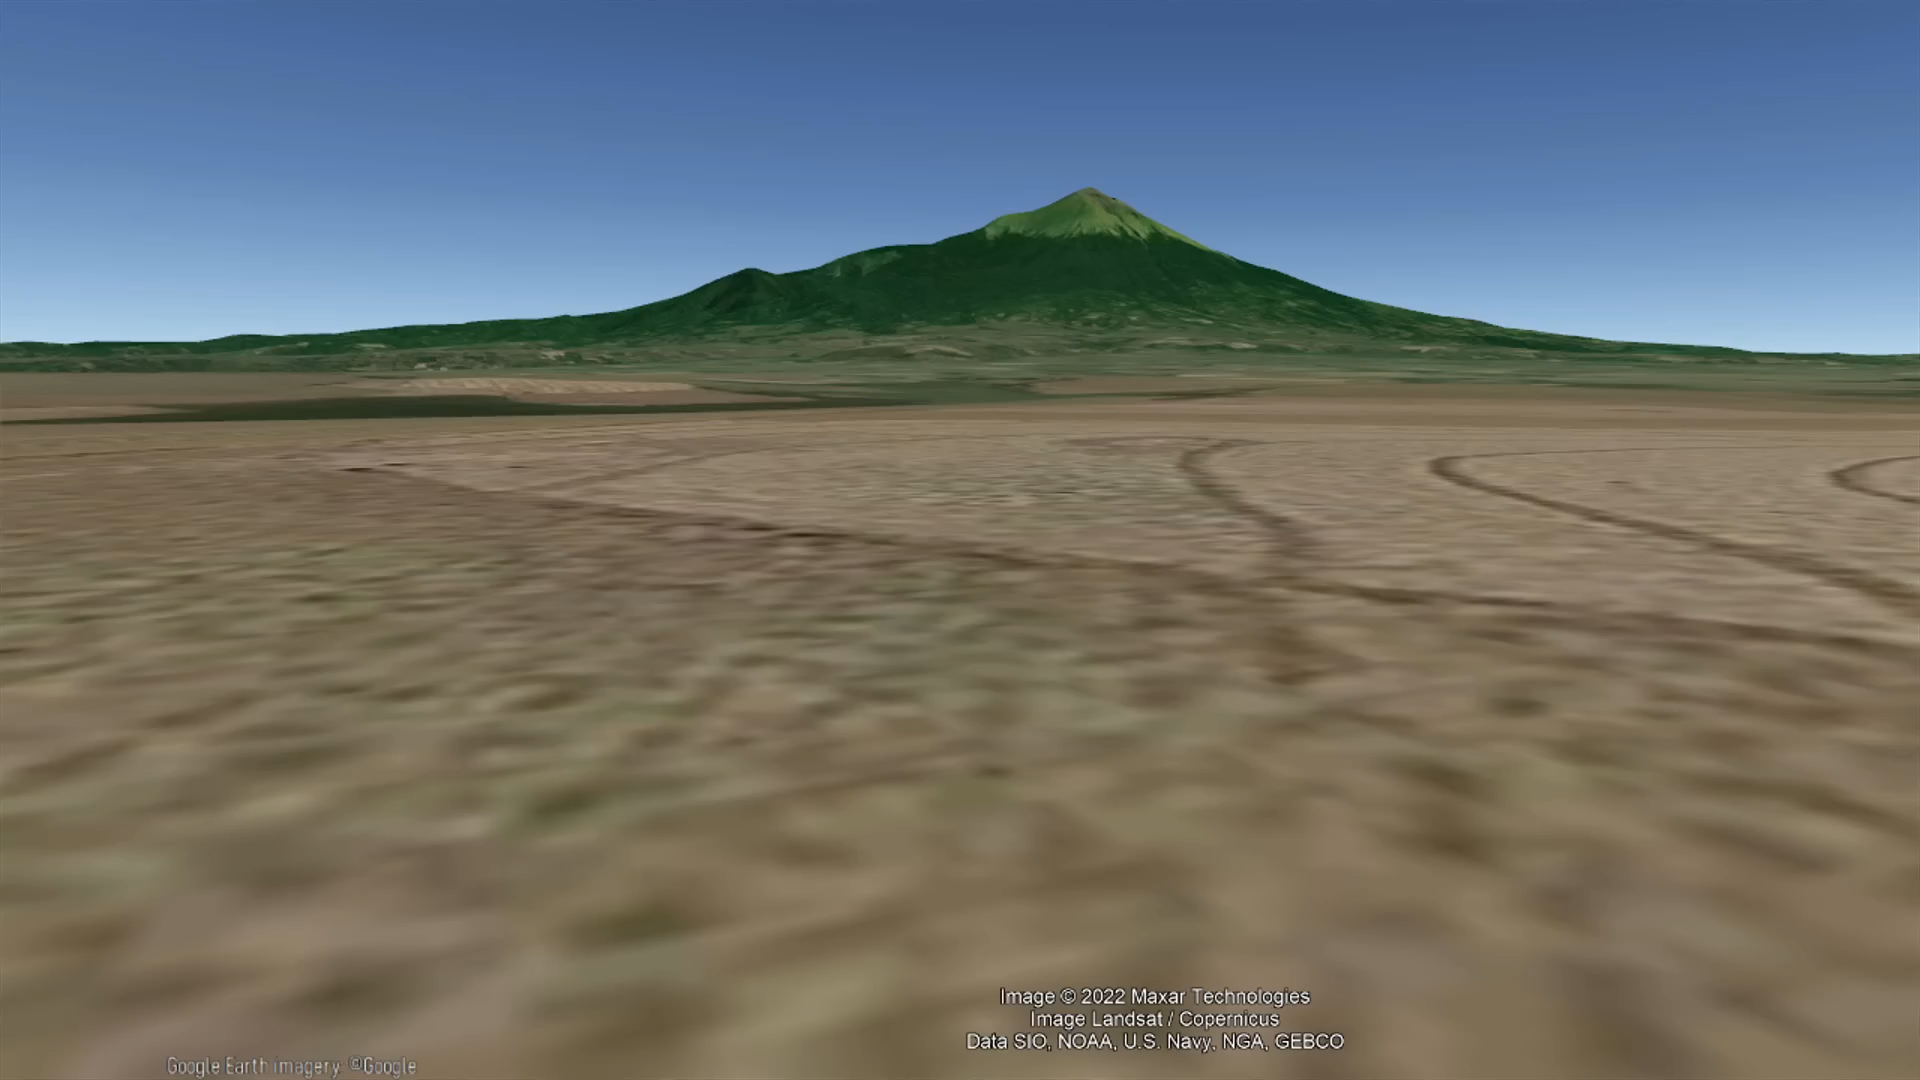 Image © 2022 Maxar Technologies
Image Landsat / Copernicus
Data SIO, NOAA, U.S. Navy, NGA, GEBCO
Google Earth imagery: ©Google